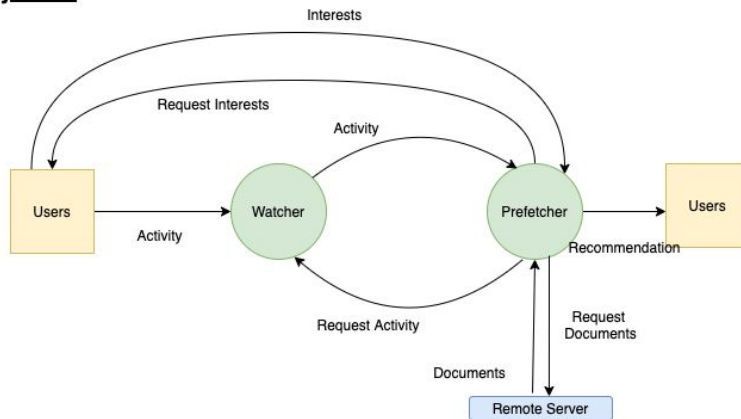 Interests
Request Interests
Activity
Users
Watcher
Prefetcher
Users
Activity
Recommendation
Request Activity
Request
Documents
Documents
Remote Server